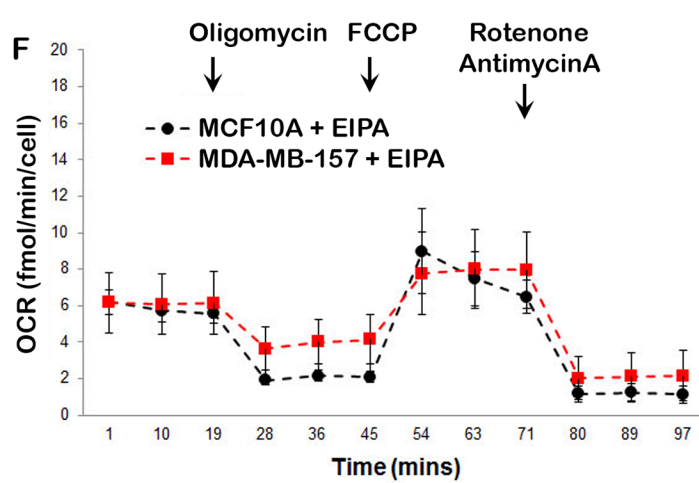 F
Oligomycin FCCP Rotenone
AntimycinA
MCF10A + EIPA
MDA-MB-157 + EIPA
OCR (fmol/min/cell)
20
18
16
14
12
10
8
6
4
2
0
1 10 19 28 36 45 54 63 71 80 89 97
Time (mins)